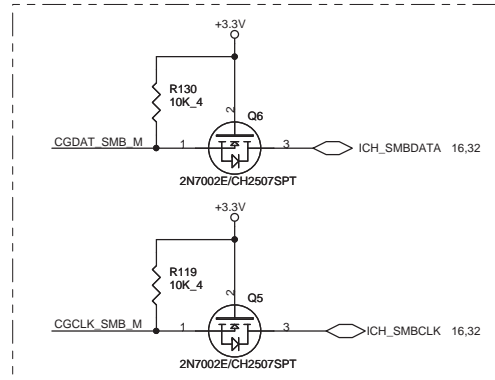 +3.3V
R130
10K_4
2
Q6
CGDAT_SMB_M
1
3
ICH_SMBDATA 16,32
2N7002E/CH2507SPT
+3.3V
R119
10K_4
2
Q5
CGCLK_SMB_M
1
3
ICH_SMBCLK 16,32
2N7002E/CH2507SPT